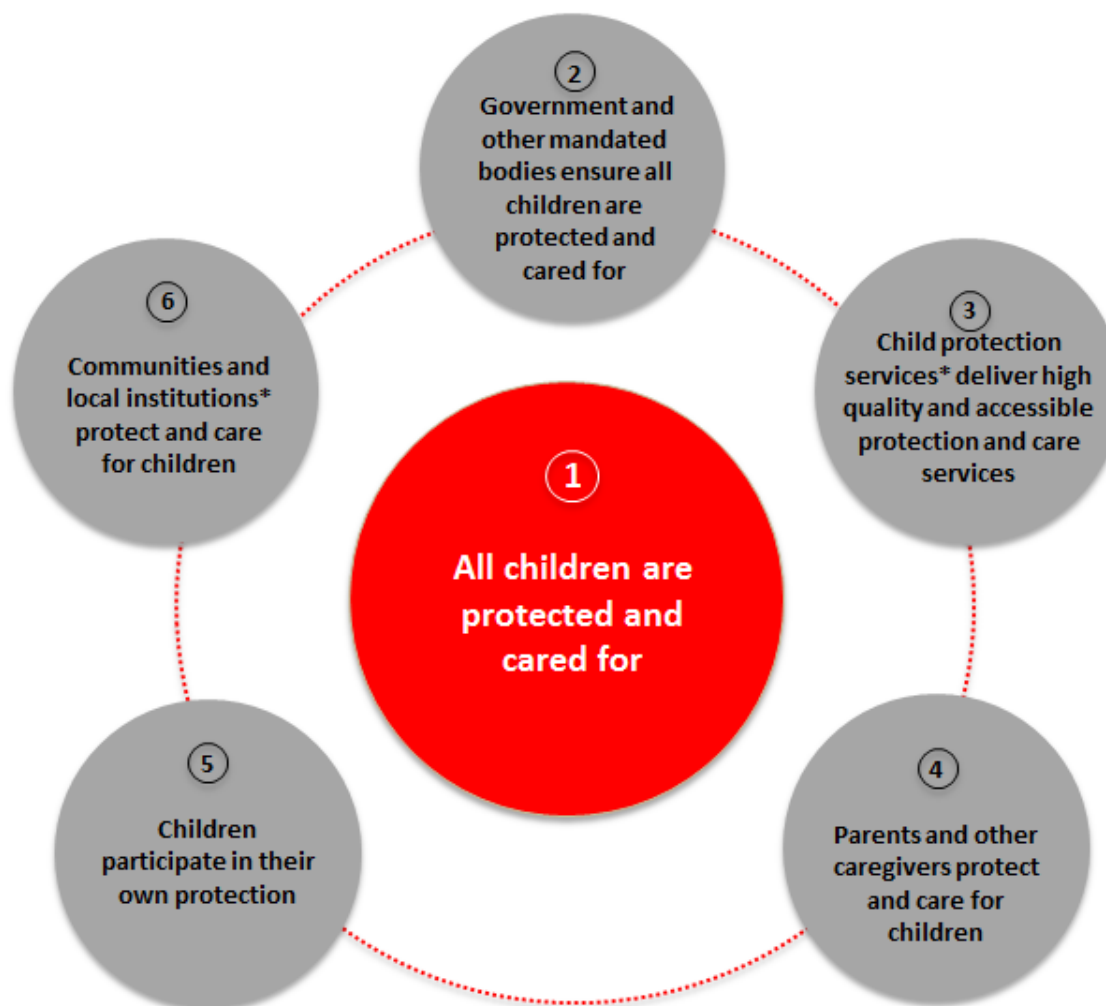 1
All children are
protected and
cared for
2
Government and
other mandated
bodies ensure all
children are
protected and
cared for
3
Child protection
services* deliver high
quality and accessible
protection and care
services
4
Parents and other
caregivers protect
and care for
children
5
Children
participate in their
own protection
6
Communities and
local institutions*
protect and care
for children